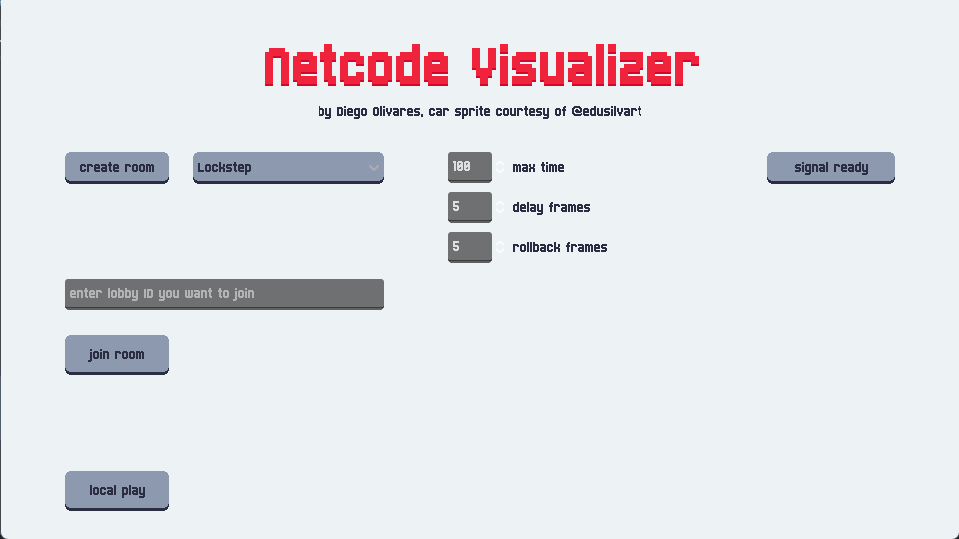 Netcode Visualizer
by Diego Olivares, car sprite courtesy of @edusilvart
create room
Lockstep
100
max time
signal ready
5
delay frames
5
rollback frames
enter lobby ID you want to join
join room
local play